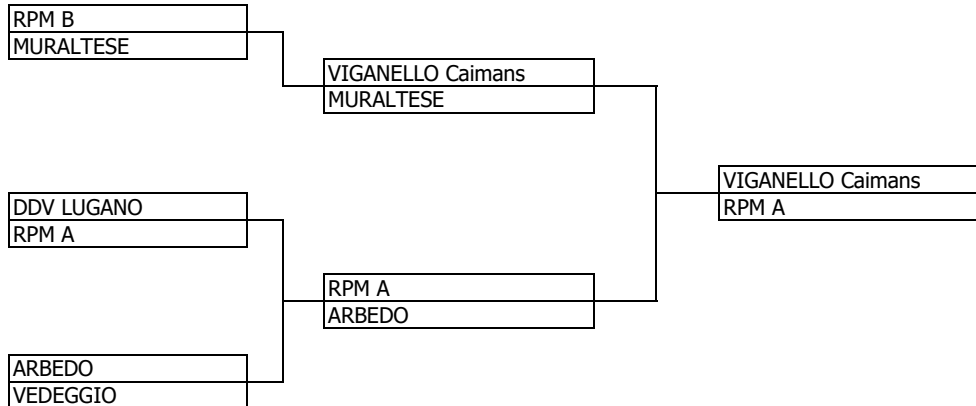 RPM B
MURALTESE
VIGANELLO Caimans
MURALTESE
VIGANELLO Caimans
RPM A
DDV LUGANO
RPM A
RPM A
ARBEDO
ARBEDO
VEDEGGIO